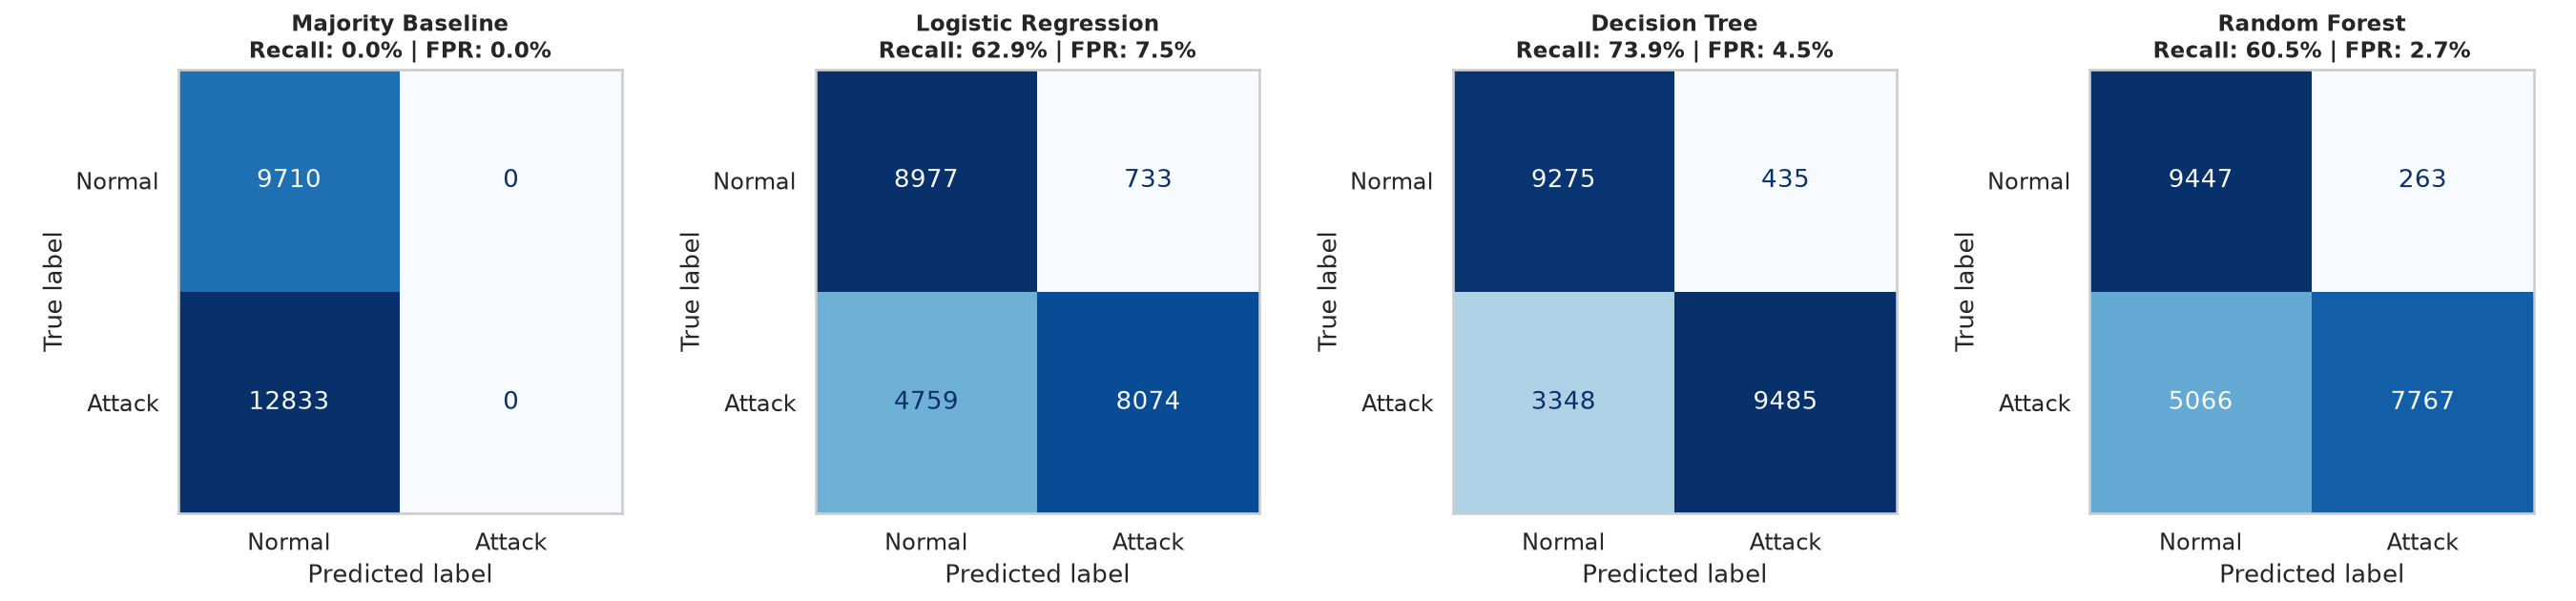 Majority Baseline
Recall: 0.0% | FPR: 0.0%
True label
Normal
9710
0
Attack
12833
0
Normal
Attack
Predicted label
Logistic Regression
Recall: 62.9% | FPR: 7.5%
True label
Normal
8977
733
Attack
4759
8074
Normal
Attack
Predicted label
Decision Tree
Recall: 73.9% | FPR: 4.5%
True label
Normal
9275
435
Attack
3348
9485
Normal
Attack
Predicted label
Random Forest
Recall: 60.5% | FPR: 2.7%
True label
Normal
9447
263
Attack
5066
7767
Normal
Attack
Predicted label